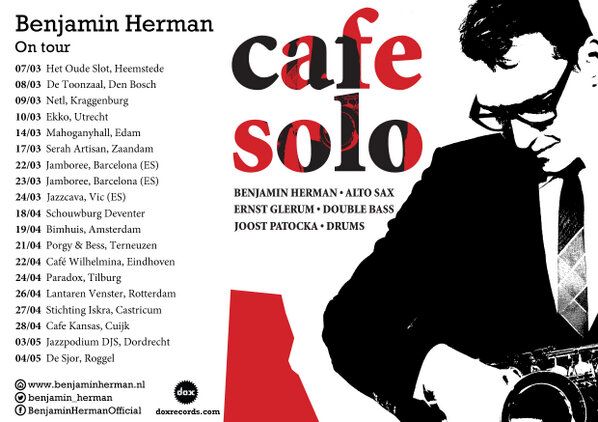 Benjamin Herman
On tour
07/03 Het Oude Slot, Heemstede
08/03 De Toonzaal, Den Bosch
09/03 Netl, Kraggenburg
10/03 Ekko, Utrecht
14/03 Mahoganyhall, Edam
17/03 Serah Artisan, Zaandam
22/03 Jamboree, Barcelona (ES)
23/03 Jamboree, Barcelona (ES)
24/03 Jazzcava, Vic (ES)
18/04 Schouwburg Deventer
19/04 Bimhuis, Amsterdam
21/04 Porgy & Bess, Terneuzen
22/04 Café Wilhelmina, Eindhoven
24/04 Paradox, Tilburg
26/04 Lantaren Venster, Rotterdam
27/04 Stichting Iskra, Castricum
28/04 Cafe Kansas, Cuijk
03/05 Jazzpodium DJS, Dordrecht
04/05 De Sjor, Roggel
www.benjaminherman.nl
benjamin_herman
BenjaminHermanOfficial
dox
doxrecords.com
cafe
solo
BENJAMIN HERMAN • ALTO SAX
ERNST GLERUM • DOUBLE BASS
JOOST PATOCKA • DRUMS